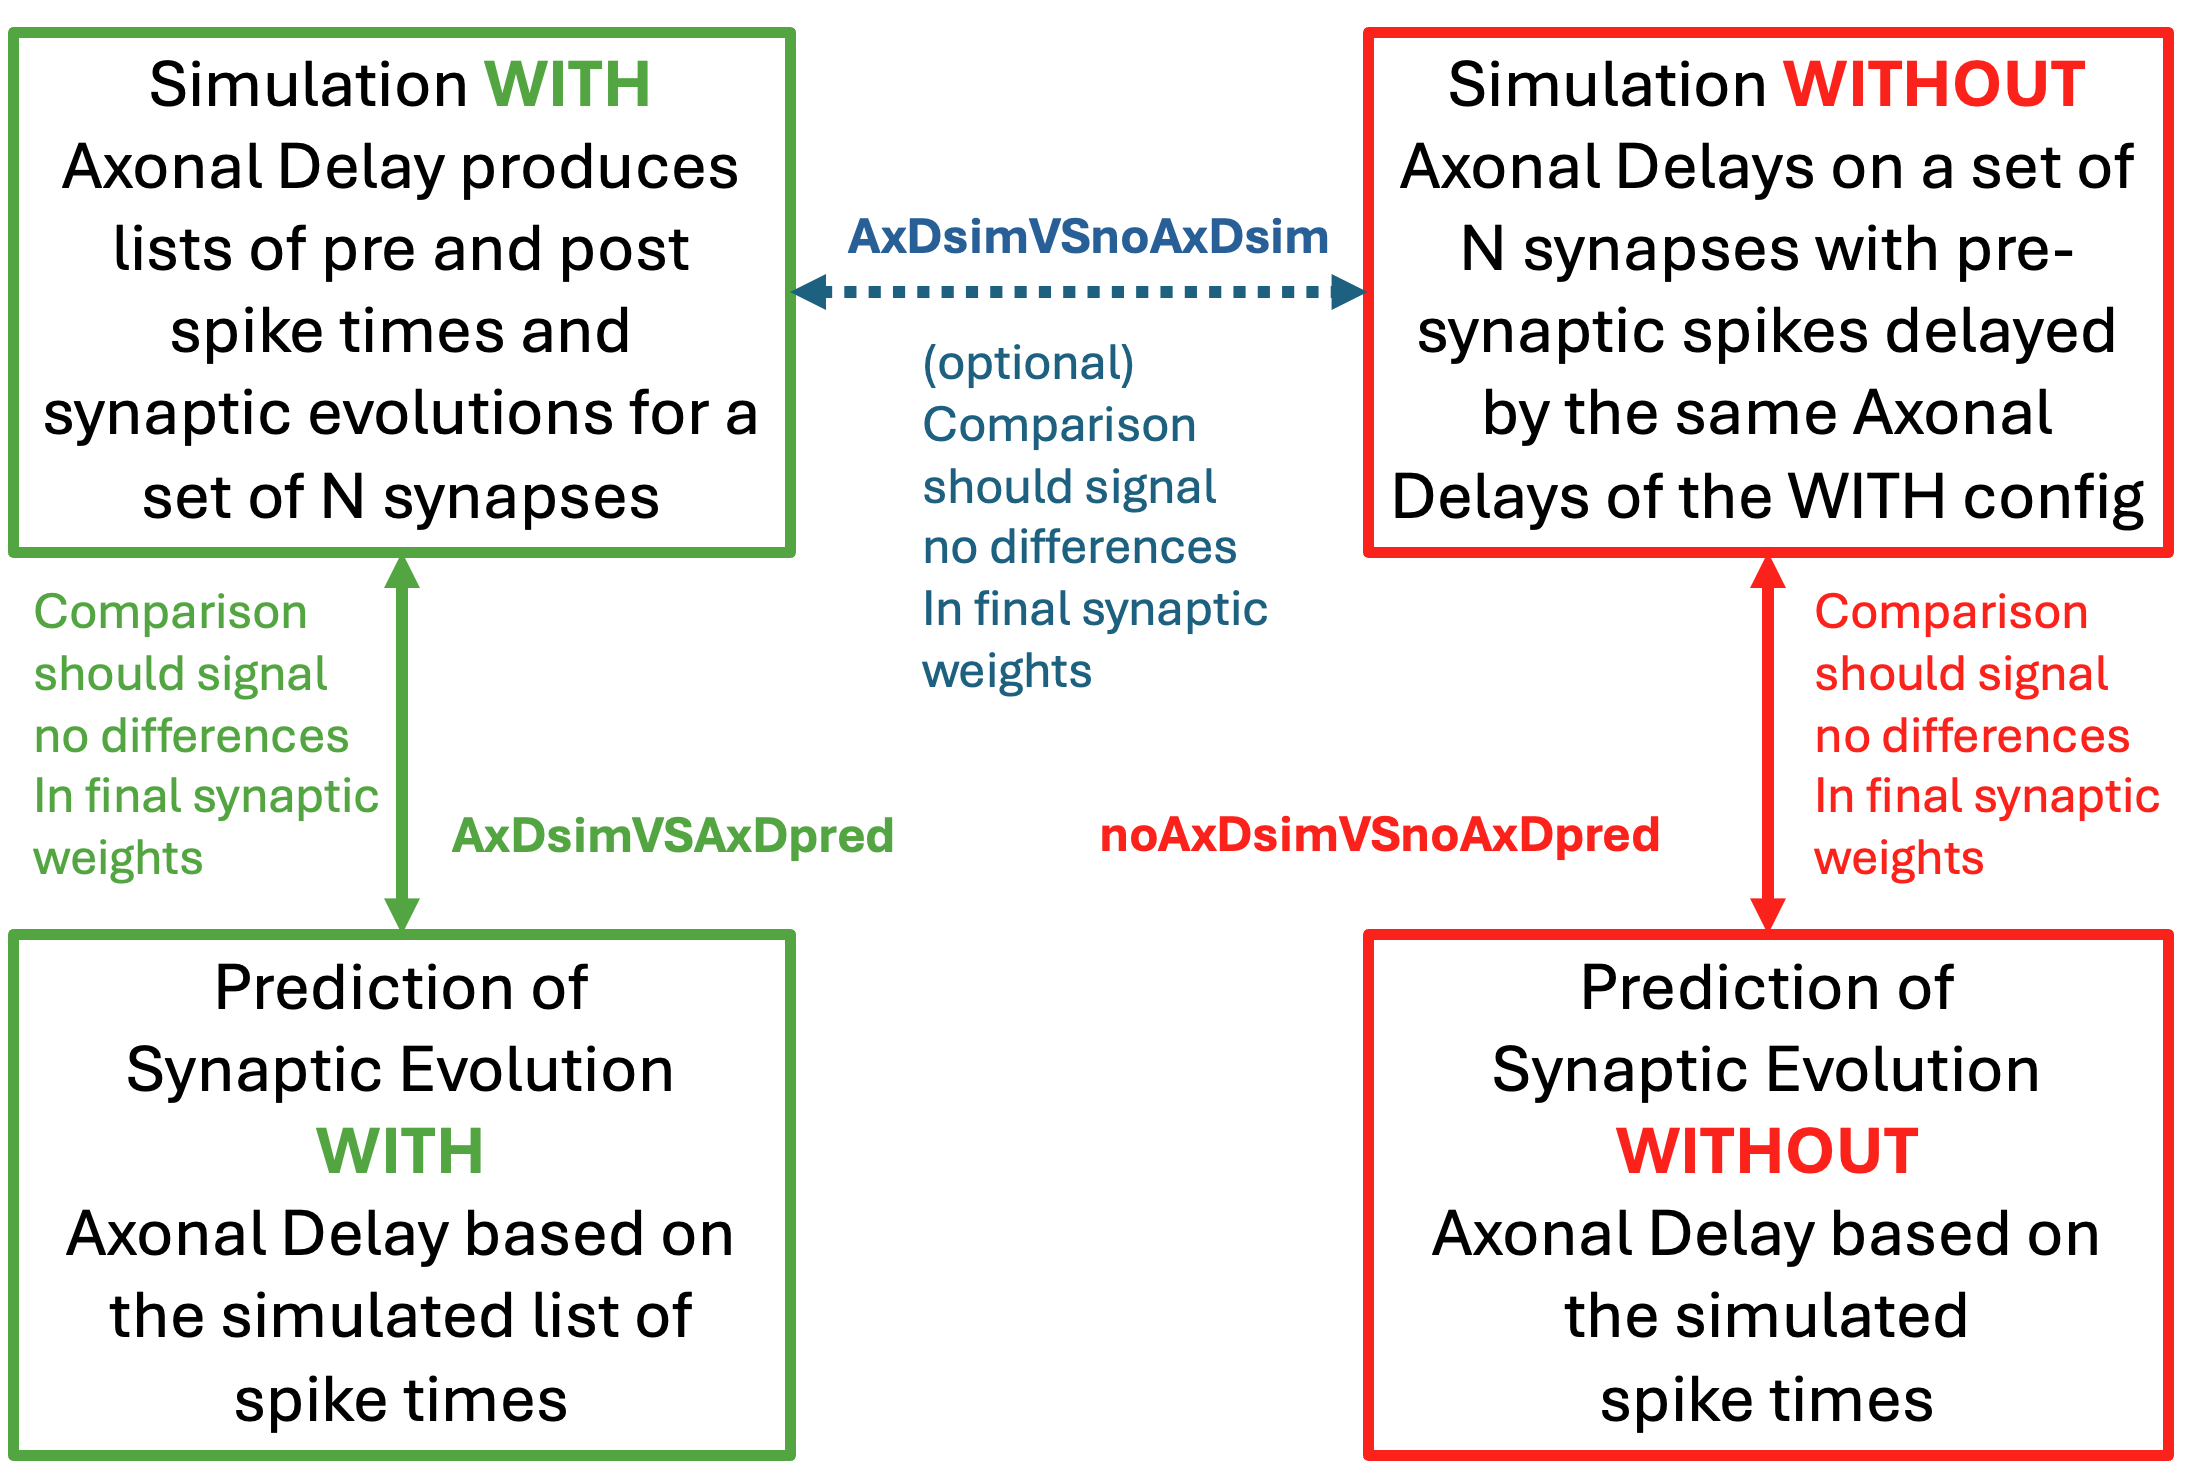 Simulation WITH
Axonal Delay produces
lists of pre and post
spike times and
synaptic evolutions for a
set of N synapses
AxDsimVSnoAxDsim
(optional)
Comparison
should signal
no differences
In final synaptic
weights
Simulation WITHOUT
Axonal Delays on a set of
N synapses with pre-
synaptic spikes delayed
by the same Axonal
Delays of the WITH config
Comparison
should signal
no differences
In final synaptic
weights
AxDsimVSAxDpred
noAxDsimVSnoAxDpred
Comparison
should signal
no differences
In final synaptic
weights
Prediction of
Synaptic Evolution
WITH
Axonal Delay based on
the simulated list of
spike times
Prediction of
Synaptic Evolution
WITHOUT
Axonal Delay based on
the simulated
spike times